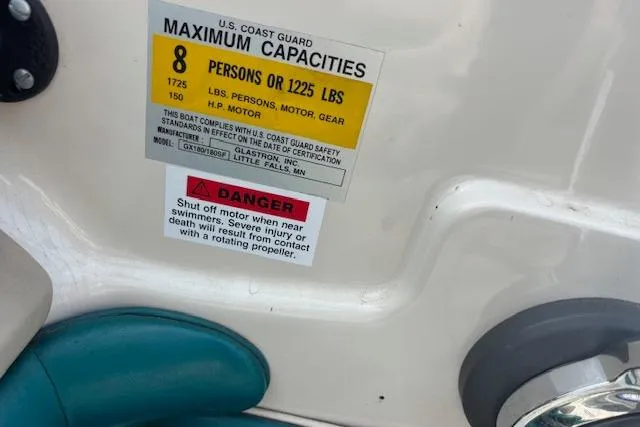 U.S. COAST GUARD
MAXIMUM CAPACITIES
8 PERSONS OR 1225 LBS
1725 LBS. PERSONS, MOTOR, GEAR
150 H.P. MOTOR
THIS BOAT COMPLIES WITH U.S. COAST GUARD SAFETY
STANDARDS IN EFFECT ON THE DATE OF CERTIFICATION
MANUFACTURER : GLASTRON, INC.
LITTLE FALLS, MN
MODEL: GX180/180SF
DANGER
Shut off motor when near
swimmers. Severe injury or
death will result from contact
with a rotating propeller.